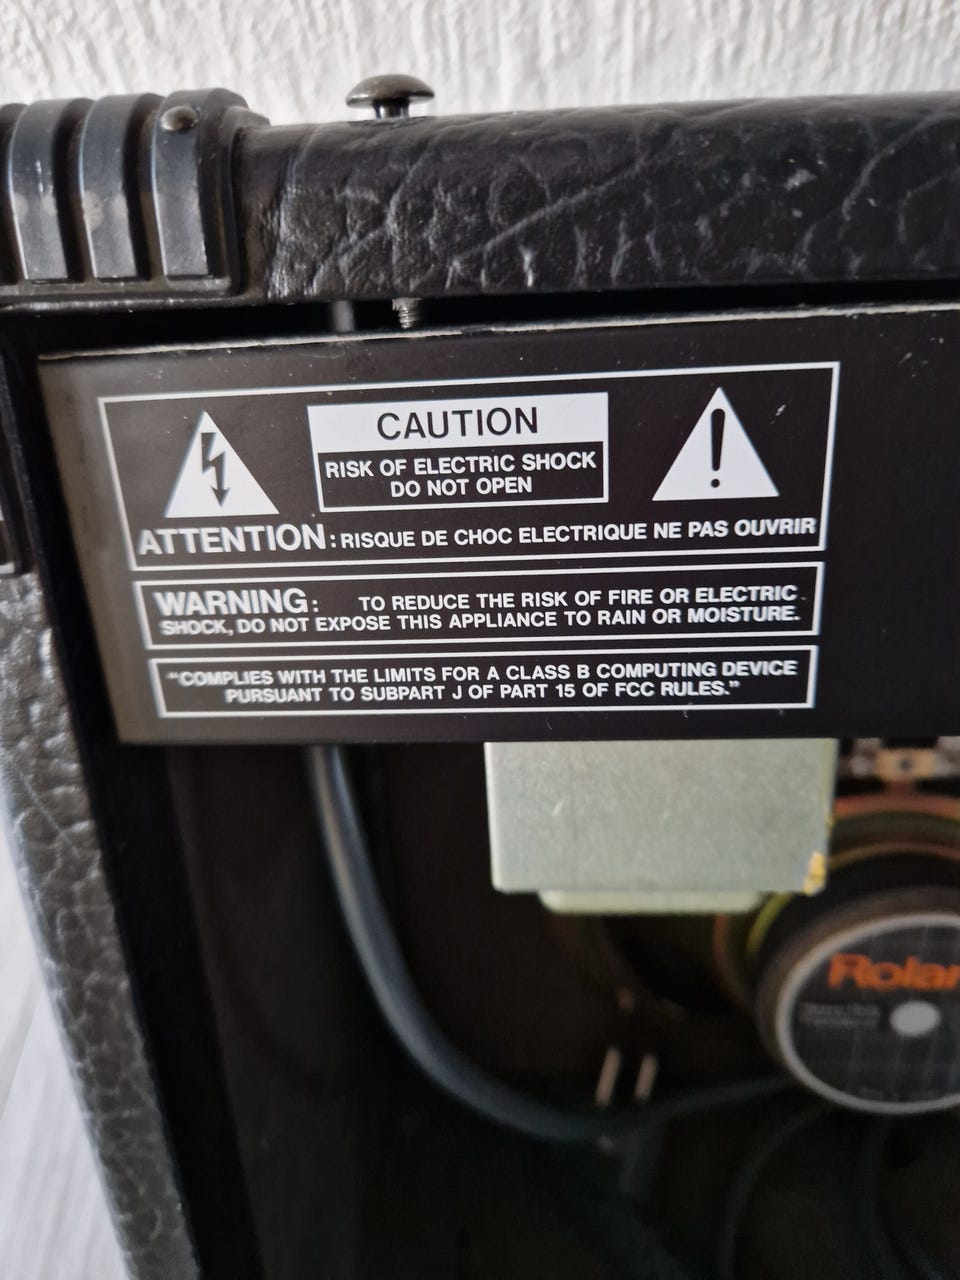 CAUTION
RISK OF ELECTRIC SHOCK
DO NOT OPEN
ATTENTION: RISQUE DE CHOC ELECTRIQUE NE PAS OUVRIR
WARNING: TO REDUCE THE RISK OF FIRE OR ELECTRIC
SHOCK, DO NOT EXPOSE THIS APPLIANCE TO RAIN OR MOISTURE.
"COMPLIES WITH THE LIMITS FOR A CLASS B COMPUTING DEVICE
PURSUANT TO SUBPART J OF PART 15 OF FCC RULES."
Rolan